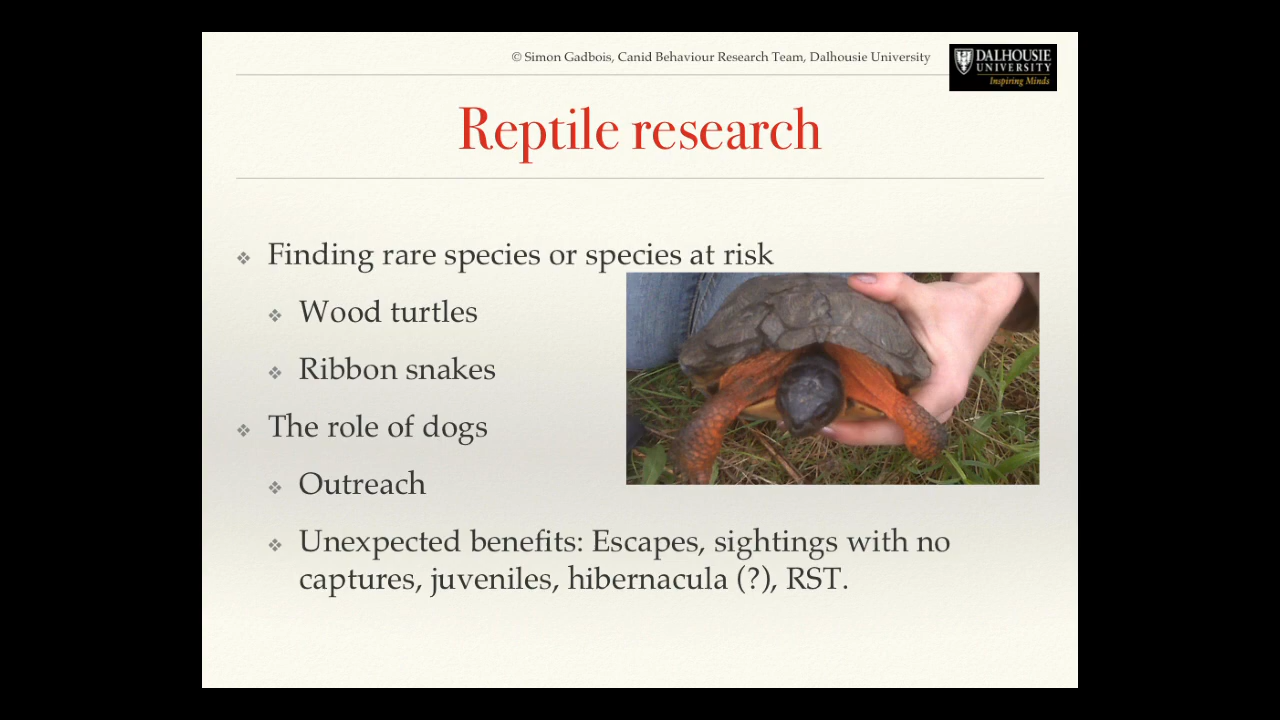 © Simon Gadbois, Canid Behaviour Research Team, Dalhousie University
DALHOUSIE
UNIVERSITY
Inspiring Minds
Reptile research
Finding rare species or species at risk
Wood turtles
Ribbon snakes
The role of dogs
Outreach
Unexpected benefits: Escapes, sightings with no
captures, juveniles, hibernacula (?), RST.